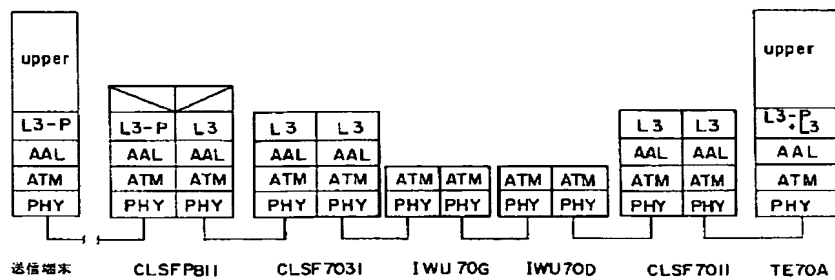 upper
upper
L3-P
L3-P
L3
L3
L3
L3
L3
L3-P
+L3
AAL
AAL
AAL
AAL
AAL
AAL
AAL
AAL
ATM
ATM
ATM
ATM
ATM
ATM
ATM
ATM
ATM
ATM
ATM
ATM
PHY
PHY
PHY
PHY
PHY
PHY
PHY
PHY
PHY
PHY
PHY
PHY
送信端末
CLSFP811
CLSF7031
IWU70G
IWU70D
CLSF7011
TE70A